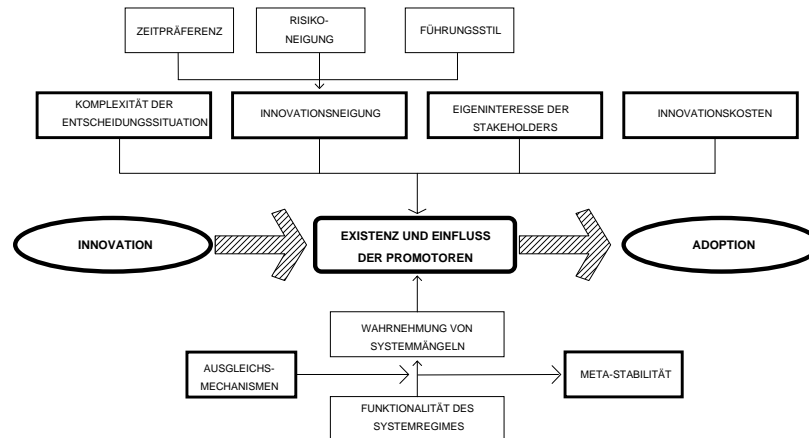 ZEITPRÄFERENZ
RISIKO-
NEIGUNG
FÜHRUNGSSTIL
KOMPLEXITÄT DER
ENTSCHEIDUNGSSITUATION
INNOVATIONSNEIGUNG
EIGENINTERESSE DER
STAKEHOLDERS
INNOVATIONSKOSTEN
INNOVATION
EXISTENZ UND EINFLUSS
DER PROMOTOREN
ADOPTION
WAHRNEHMUNG VON
SYSTEMMÄNGELN
AUSGLEICHS-
MECHANISMEN
META-STABILITÄT
FUNKTIONALITÄT DES
SYSTEMREGIMES